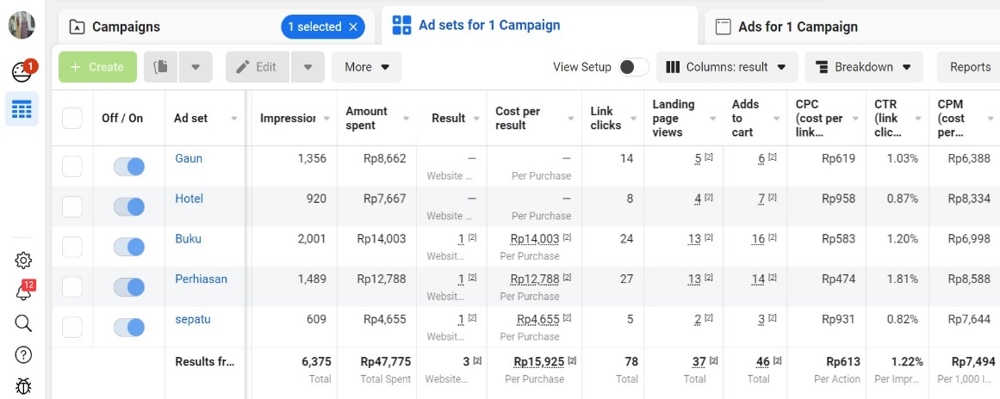 Campaigns
1 selected ×
Ad sets for 1 Campaign
Ads for 1 Campaign
1
+ Create
Edit
More
View Setup
Columns: result
Breakdown
Reports
Off / On
Ad set
Impression
Amount spent
Result
Cost per result
Link clicks
Landing page views
Adds to cart
CPC (cost per link...
CTR (link clic...
CPM (cost per...
Gaun 1,356 Rp8,662 — — 14 5 [2] 6 [2] Rp619 1.03% Rp6,388
Website ... Per Purchase
Hotel 920 Rp7,667 — — 8 4 [2] 7 [2] Rp958 0.87% Rp8,334
Website ... Per Purchase
Buku 2,001 Rp14,003 1 [2] Rp14,003 [2] 24 13 [2] 16 [2] Rp583 1.20% Rp6,998
Websit... Per Purchase
Perhiasan 1,489 Rp12,788 1 [2] Rp12,788 [2] 27 13 [2] 14 [2] Rp474 1.81% Rp8,588
Websit... Per Purchase
sepatu 609 Rp4,655 1 [2] Rp4,655 [2] 5 2 [2] 3 [2] Rp931 0.82% Rp7,644
Websit... Per Purchase
12
Results fr... 6,375 Rp47,775 3 [2] Rp15,925 [2] 78 37 [2] 46 [2] Rp613 1.22% Rp7,494
Total Total Spent Website... Per Purchase Total Total Total Per Action Per Impr... Per 1,000 I...